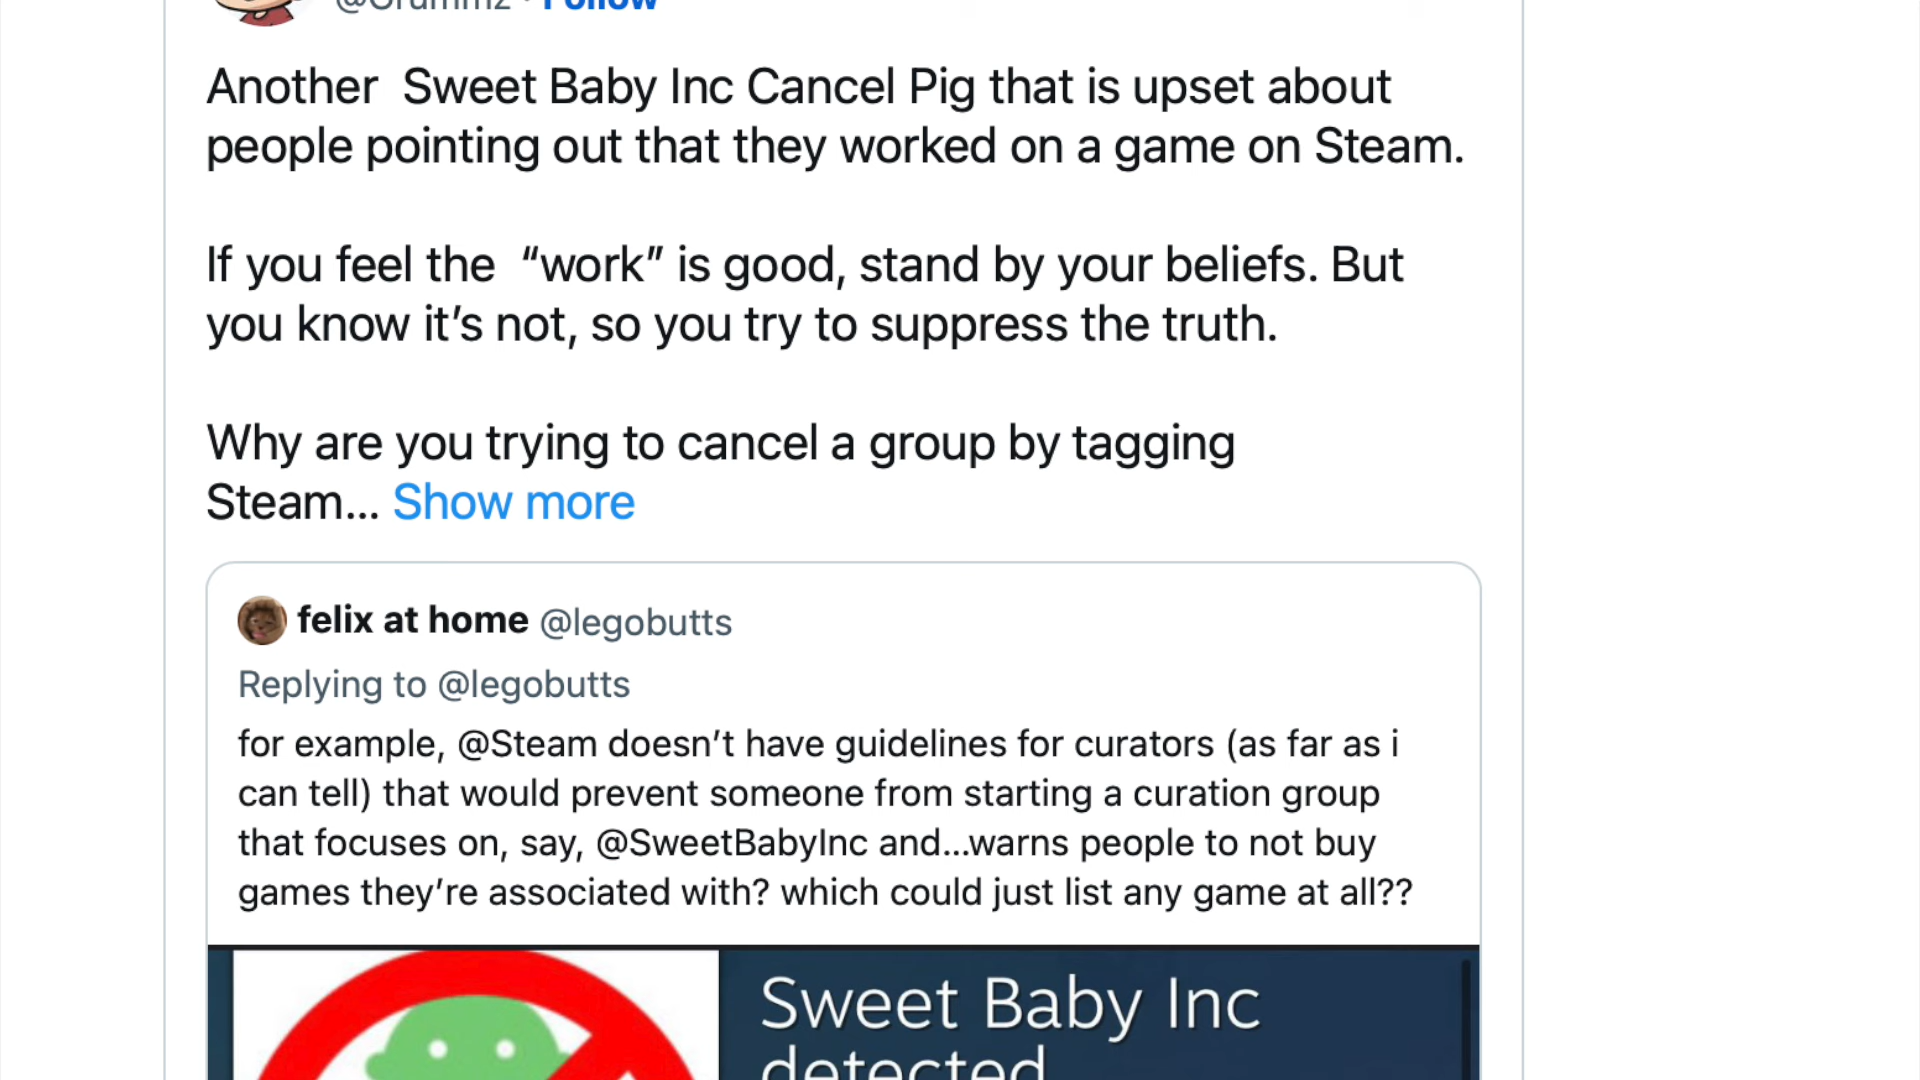 @Grummz · Follow
Another Sweet Baby Inc Cancel Pig that is upset about
people pointing out that they worked on a game on Steam.
If you feel the “work” is good, stand by your beliefs. But
you know it’s not, so you try to suppress the truth.
Why are you trying to cancel a group by tagging
Steam... Show more
felix at home @legobutts
Replying to @legobutts
for example, @Steam doesn’t have guidelines for curators (as far as i
can tell) that would prevent someone from starting a curation group
that focuses on, say, @SweetBabyInc and...warns people to not buy
games they’re associated with? which could just list any game at all??
Sweet Baby Inc
detected